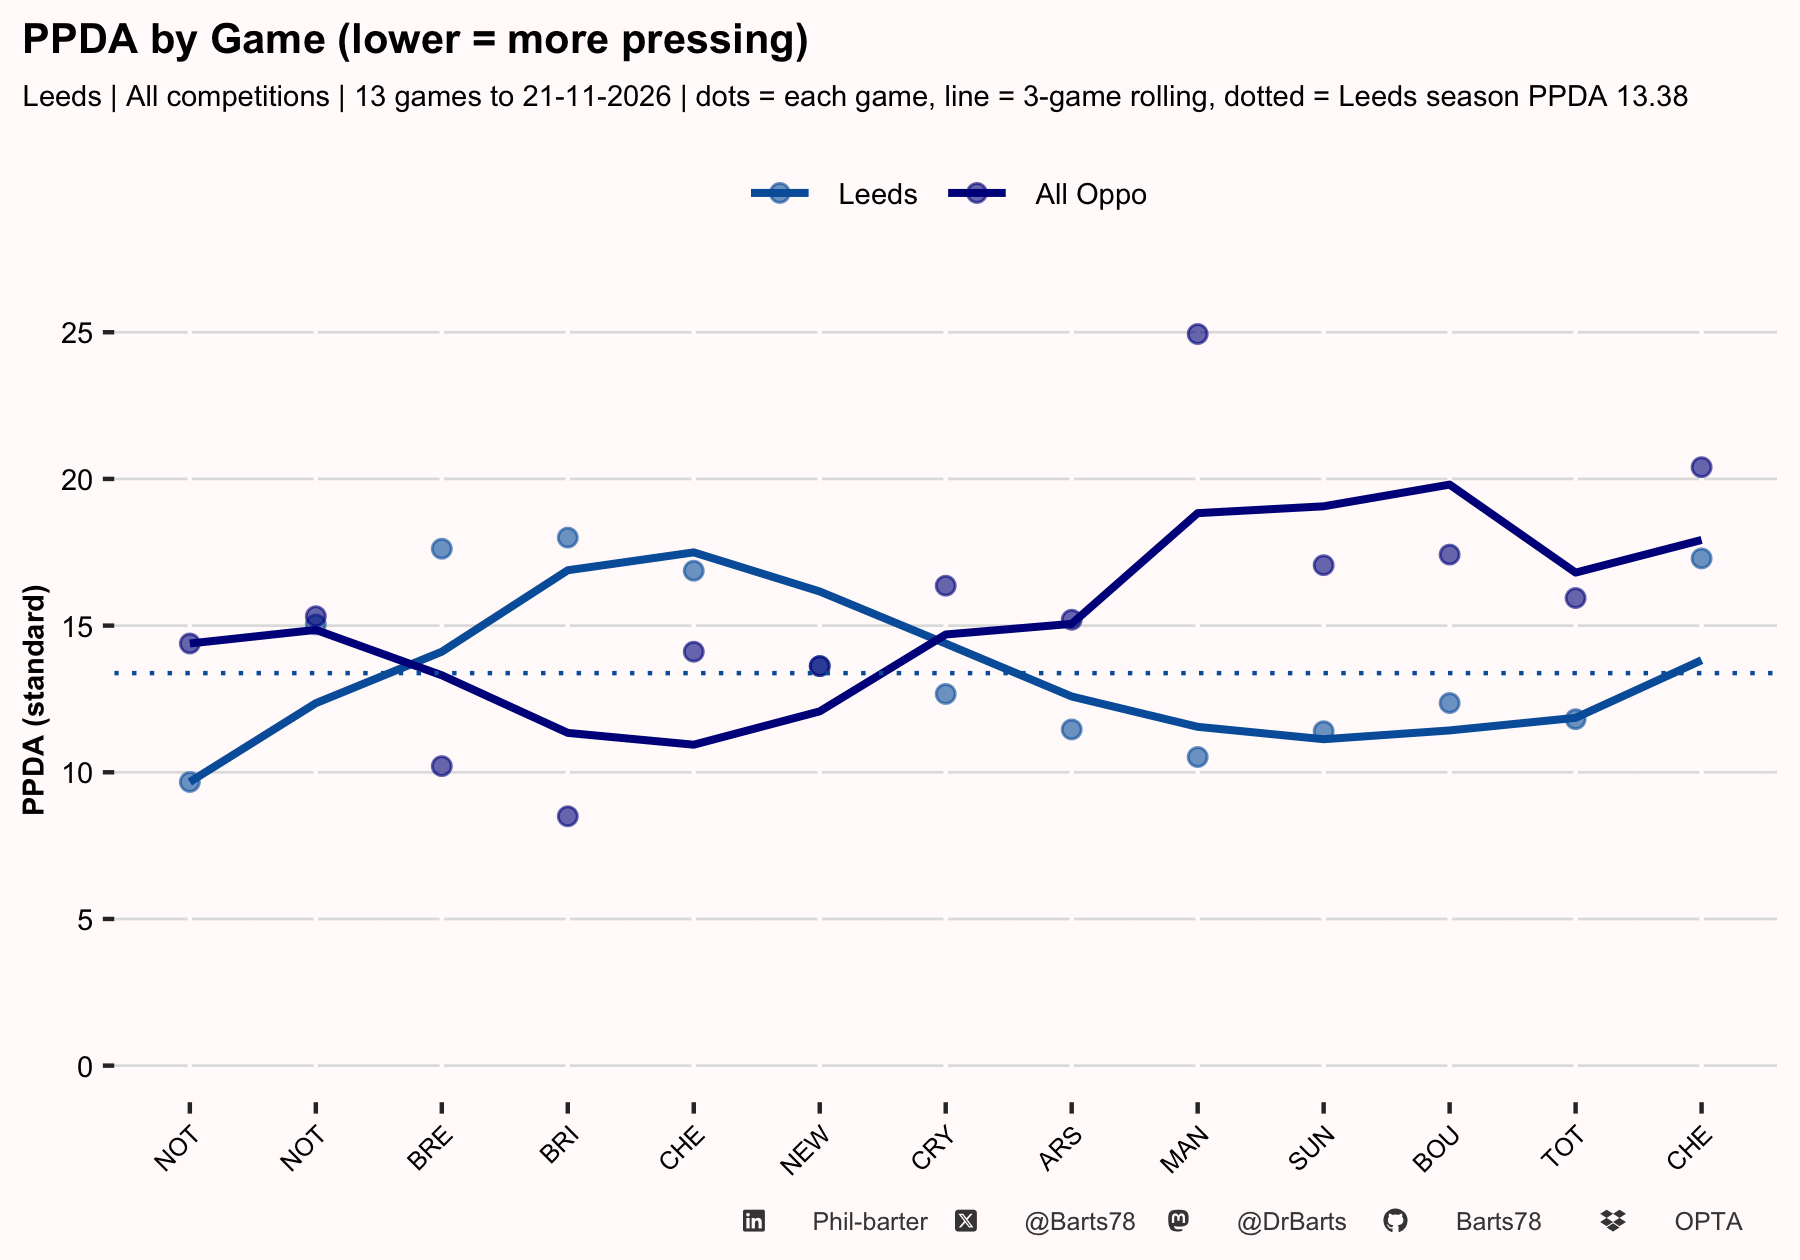 PPDA by Game (lower = more pressing)
Leeds | All competitions | 13 games to 21-11-2026 | dots = each game, line = 3-game rolling, dotted = Leeds season PPDA 13.38
Leeds All Oppo
25
20
15
10
5
0
PPDA (standard)
NOT NOT BRE BRI CHE NEW CRY ARS MAN SUN BOU TOT CHE
Phil-barter @Barts78 @DrBarts Barts78 OPTA